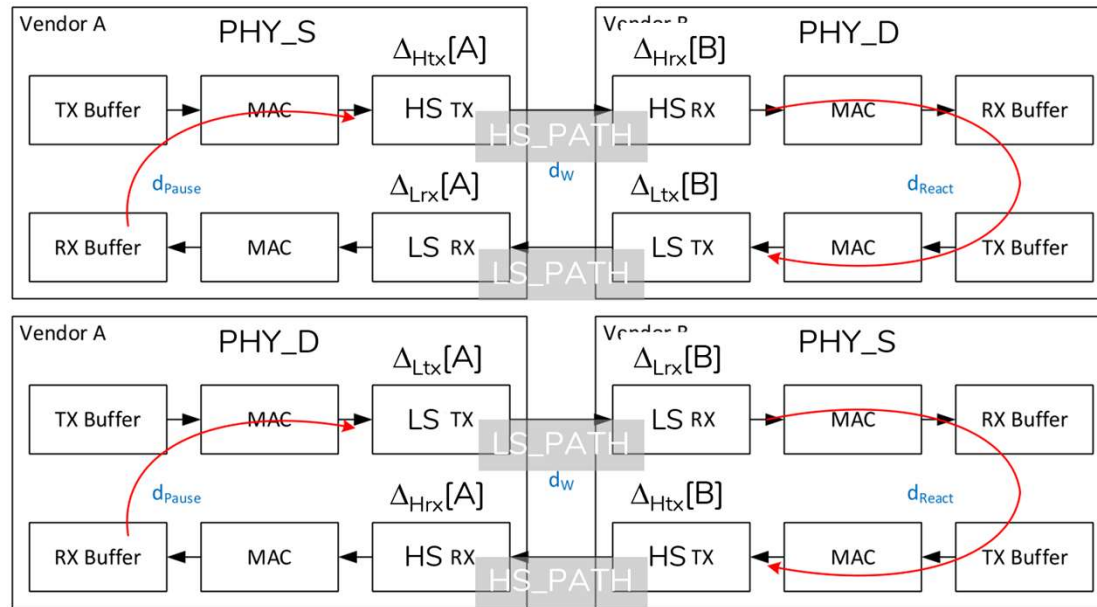 Vendor A
PHY_S
ΔHtx[A]
TX Buffer
MAC
HS TX
HS_PATH
dPause
ΔLrx[A]
dW
RX Buffer
MAC
LS RX
LS_PATH
PHY_D
ΔHrx[B]
HS RX
MAC
RX Buffer
ΔLtx[B]
dReact
LS TX
MAC
TX Buffer
Vendor A
PHY_D
ΔLtx[A]
TX Buffer
MAC
LS TX
LS_PATH
dPause
ΔHrx[A]
dW
RX Buffer
MAC
HS RX
HS_PATH
PHY_S
ΔLrx[B]
LS RX
MAC
RX Buffer
ΔHtx[B]
dReact
HS TX
MAC
TX Buffer